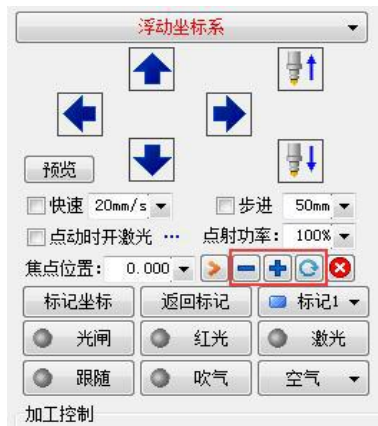 浮动坐标系
预览
快速 20mm/s 步进 50mm
点动时开激光 ··· 点射功率: 100%
焦点位置: 0.000
标记坐标 返回标记 标记1
光闸 红光 激光
跟随 吹气 空气
加工控制